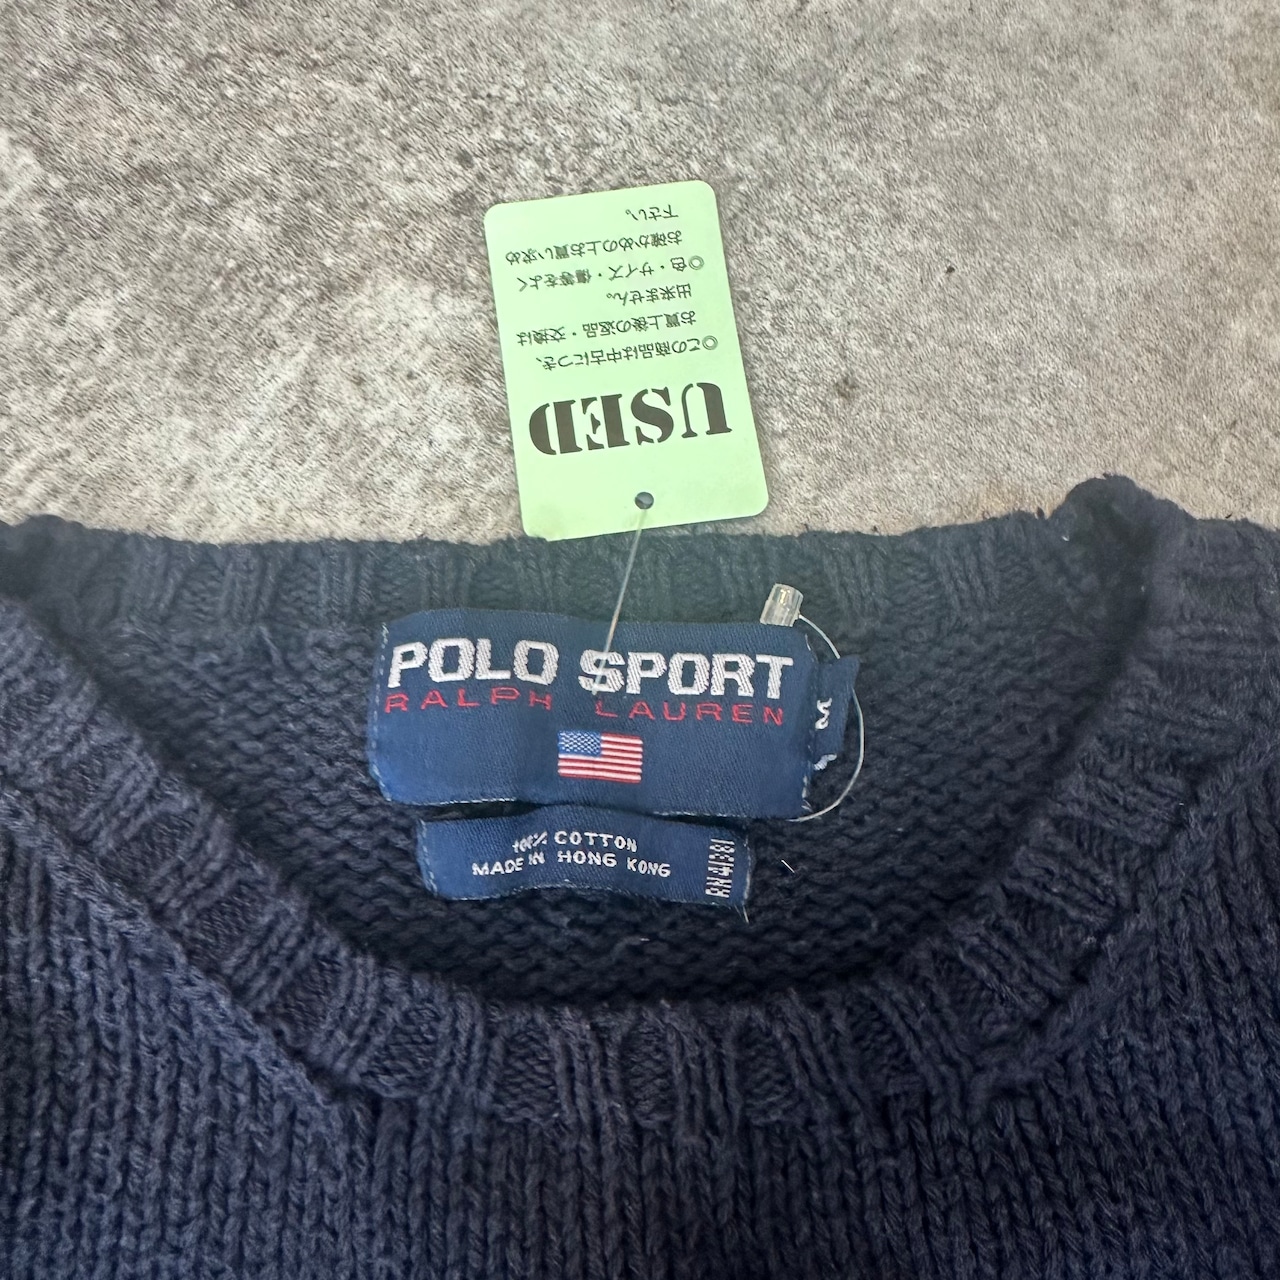 USED
◎この商品は中古につき、
お買上後の返品・交換は
出来ません。
◎色・サイズ・傷等をよく
お確かめの上お買い求め
下さい。
POLO SPORT
RALPH LAUREN
M
100% COTTON
MADE IN HONG KONG
RN 41381